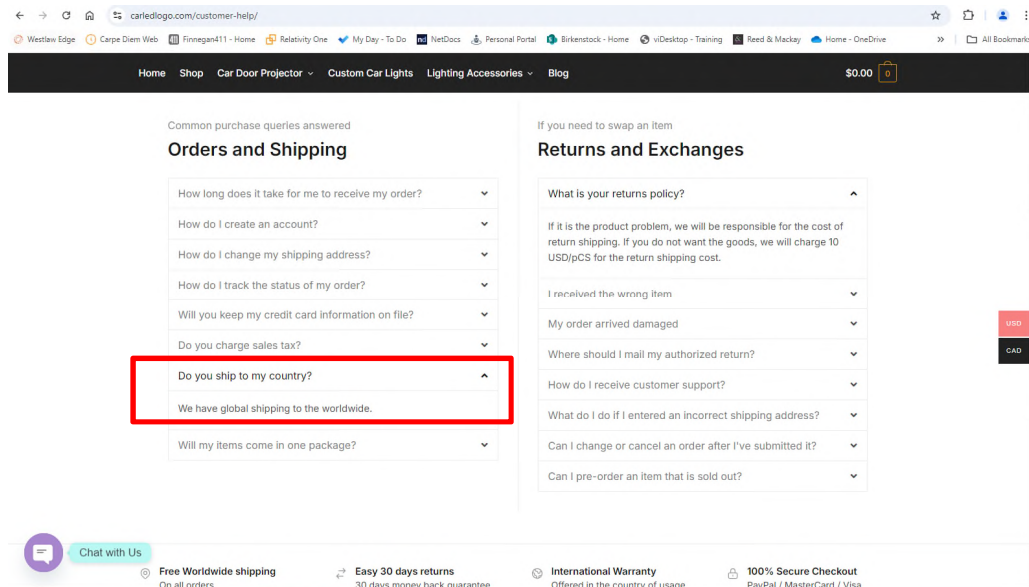 carledlogo.com/customer-help/
Westlaw Edge Carpe Diem Web Finnegan411 - Home Relativity One My Day - To Do nd NetDocs Personal Portal Birkenstock - Home viDesktop - Training Reed & Mackay Home - OneDrive » All Bookmarks
Home Shop Car Door Projector Custom Car Lights Lighting Accessories Blog $0.00 0
Common purchase queries answered
Orders and Shipping
How long does it take for me to receive my order?
How do I create an account?
How do I change my shipping address?
How do I track the status of my order?
Will you keep my credit card information on file?
Do you charge sales tax?
Do you ship to my country?
We have global shipping to the worldwide.
Will my items come in one package?
If you need to swap an item
Returns and Exchanges
What is your returns policy?
If it is the product problem, we will be responsible for the cost of
return shipping. If you do not want the goods, we will charge 10
USD/pCS for the return shipping cost.
I received the wrong item
My order arrived damaged
Where should I mail my authorized return?
How do I receive customer support?
What do I do if I entered an incorrect shipping address?
Can I change or cancel an order after I've submitted it?
Can I pre-order an item that is sold out?
USD
CAD
Chat with Us
Free Worldwide shipping
On all orders
Easy 30 days returns
30 days money back guarantee
International Warranty
Offered in the country of usage
100% Secure Checkout
PayPal / MasterCard / Visa